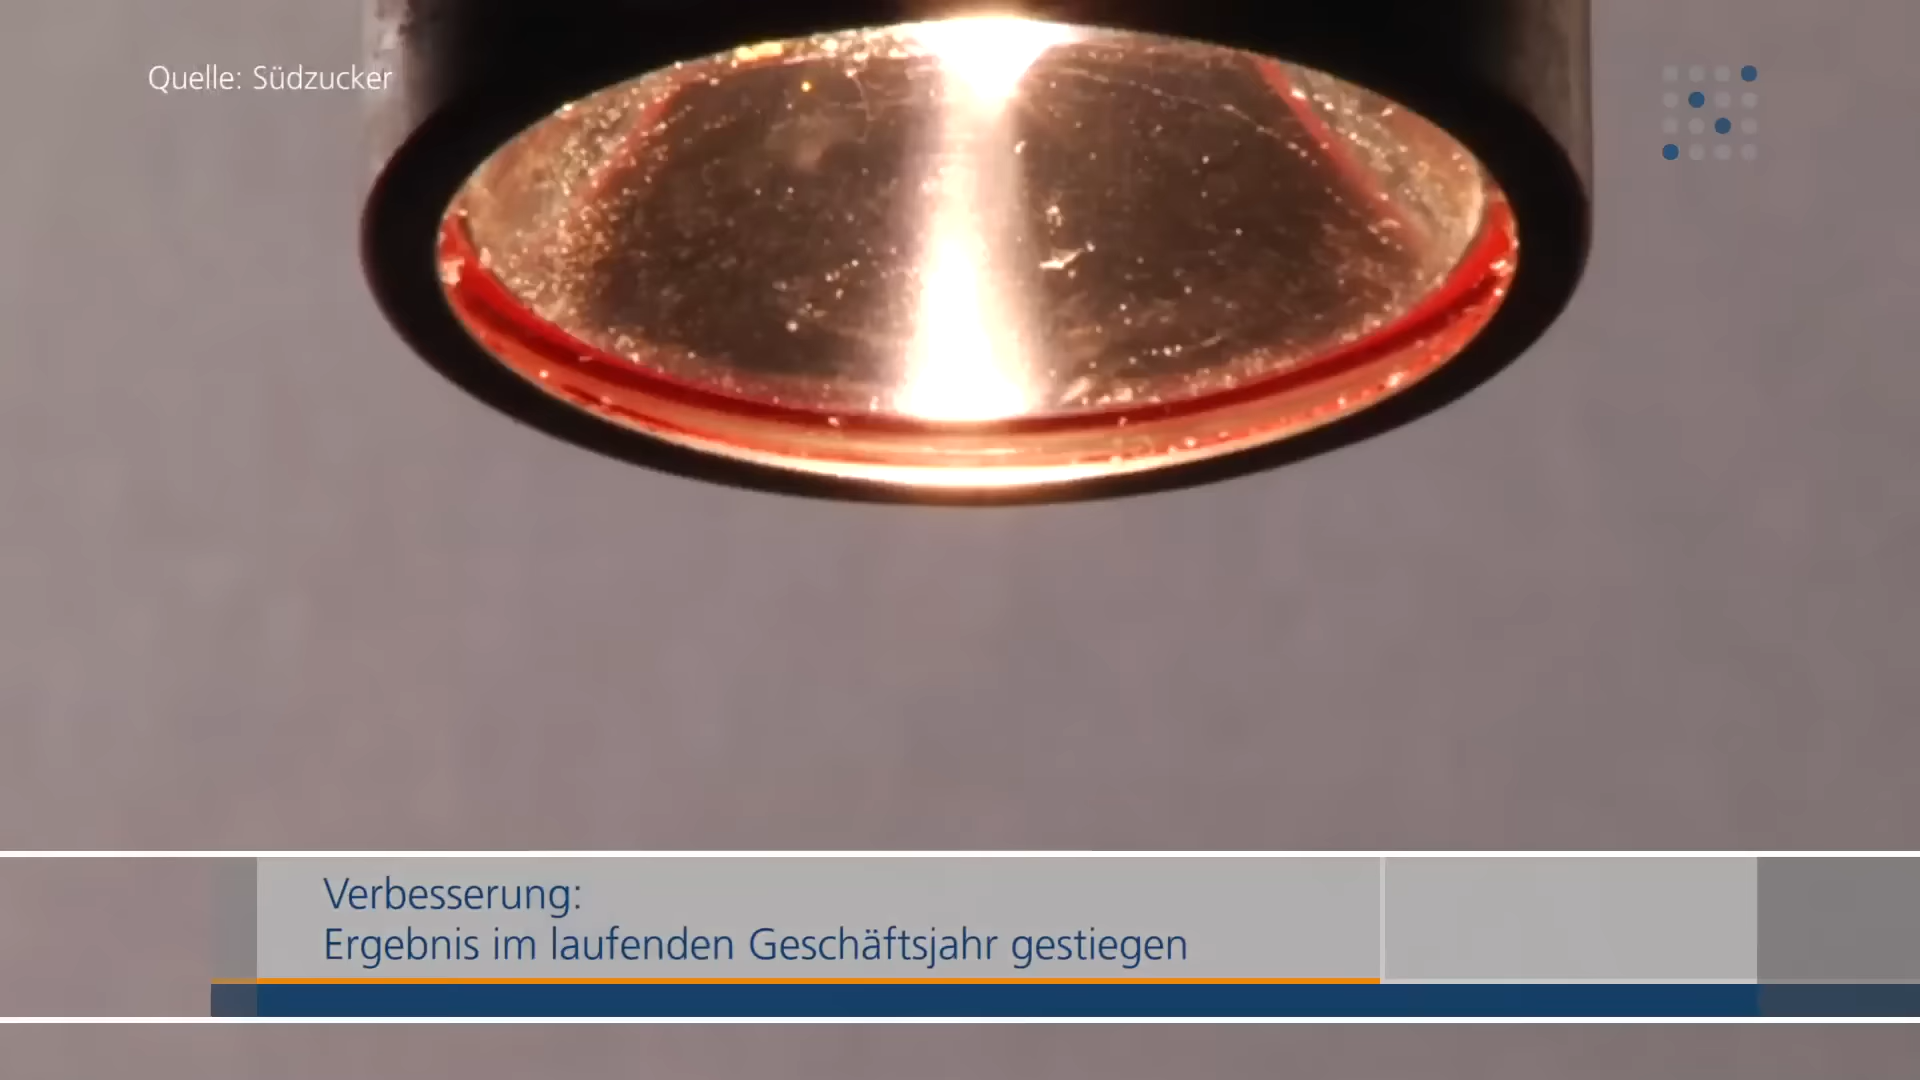 Quelle: Südzucker
Verbesserung:
Ergebnis im laufenden Geschäftsjahr gestiegen